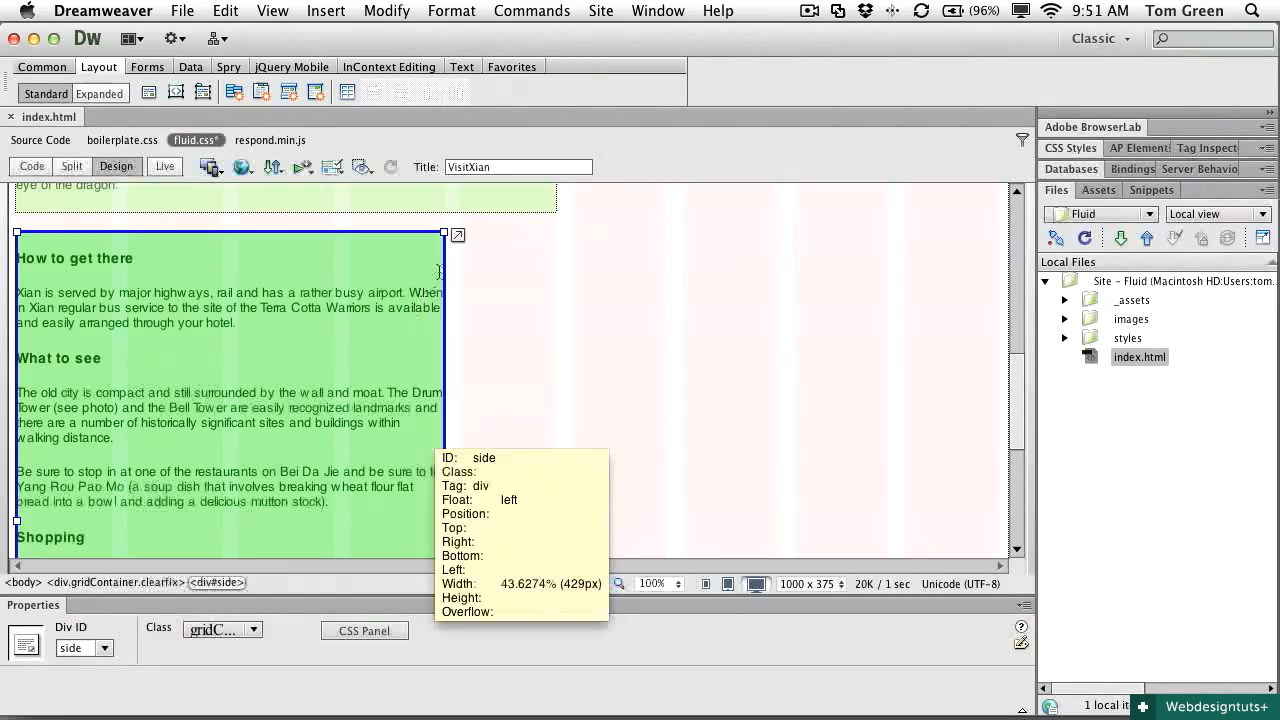 Dreamweaver File Edit View Insert Modify Format Commands Site Window Help (96%) 9:51 AM Tom Green
Dw Classic
Common Layout Forms Data Spry jQuery Mobile InContext Editing Text Favorites
Standard Expanded
× index.html
Source Code boilerplate.css fluid.css* respond.min.js
Code Split Design Live Title: VisitXian
eye of the dragon.
How to get there
Xian is served by major highways, rail and has a rather busy airport. When
in Xian regular bus service to the site of the Terra Cotta Warriors is available
and easily arranged through your hotel.
What to see
The old city is compact and still surrounded by the wall and moat. The Drum
Tower (see photo) and the Bell Tower are easily recognized landmarks and
there are a number of historically significant sites and buildings within
walking distance.
Be sure to stop in at one of the restaurants on Bei Da Jie and be sure to
Yang Rou Pao Mo (a soup dish that involves breaking wheat flour flat
bread into a bowl and adding a delicious mutton stock).
Shopping
ID: side
Class:
Tag: div
Float: left
Position:
Top:
Right:
Bottom:
Left:
Width: 43.6274% (429px)
Height:
Overflow:
<body> <div.gridContainer.clearfix> <div#side> 100% 1000 x 375 20K / 1 sec Unicode (UTF-8)
Properties
Div ID Class gridC... CSS Panel
side
Adobe BrowserLab
CSS Styles AP Element Tag Inspect
Databases Bindings Server Behavio
Files Assets Snippets
Fluid Local view
Local Files
Site – Fluid (Macintosh HD:Users:tom.
_assets
images
styles
index.html
1 local it
Webdesigntuts+